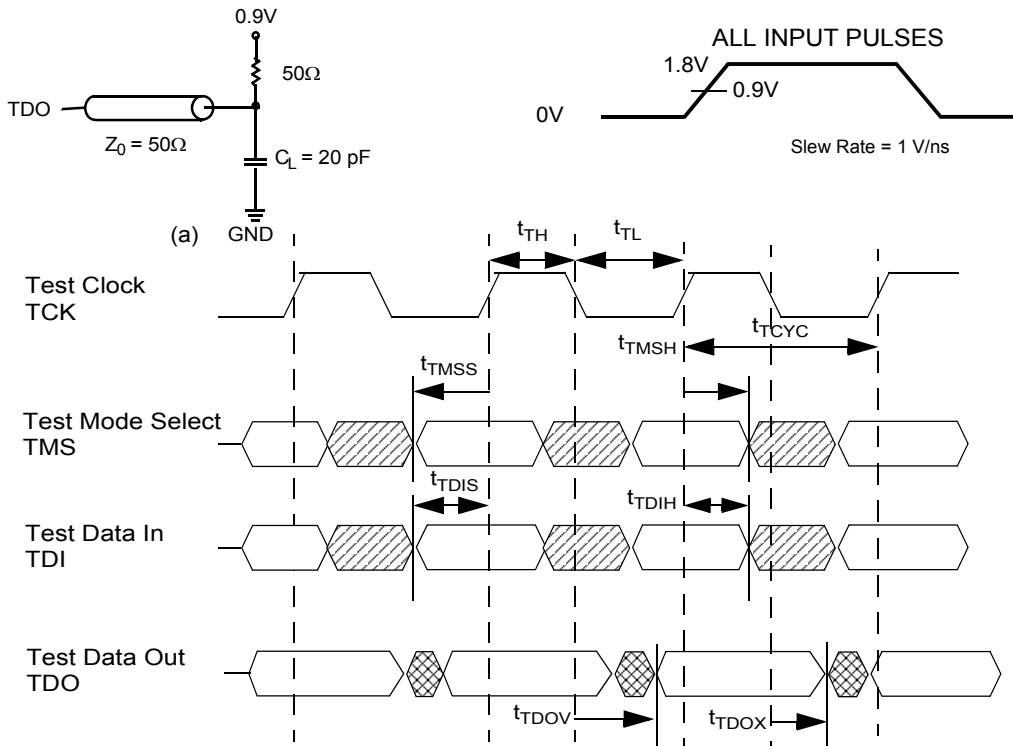 0.9V
ALL INPUT PULSES
50Ω
1.8V
0.9V
TDO
0V
Z0 = 50Ω
CL = 20 pF
Slew Rate = 1 V/ns
(a)
GND
tTH
tTL
Test Clock
TCK
tTCYC
tTMSH
tTMSS
Test Mode Select
TMS
tTDIS
tTDIH
Test Data In
TDI
Test Data Out
TDO
tTDOV
tTDOX